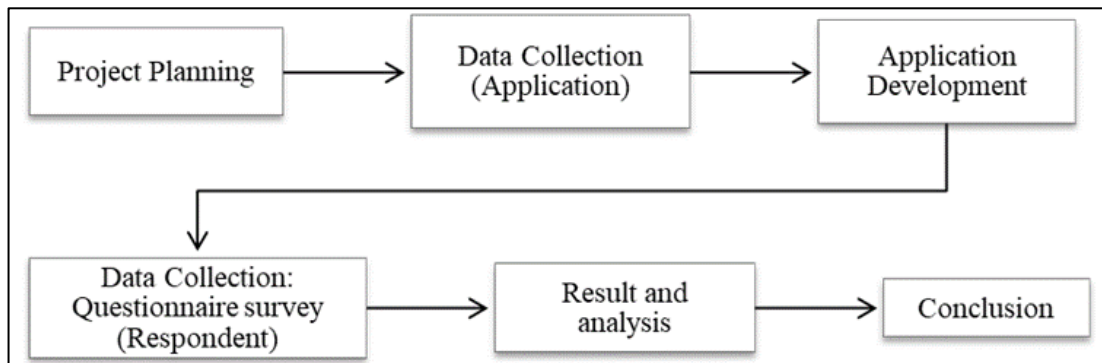 Project Planning
Data Collection
(Application)
Application
Development
Data Collection:
Questionnaire survey
(Respondent)
Result and
analysis
Conclusion